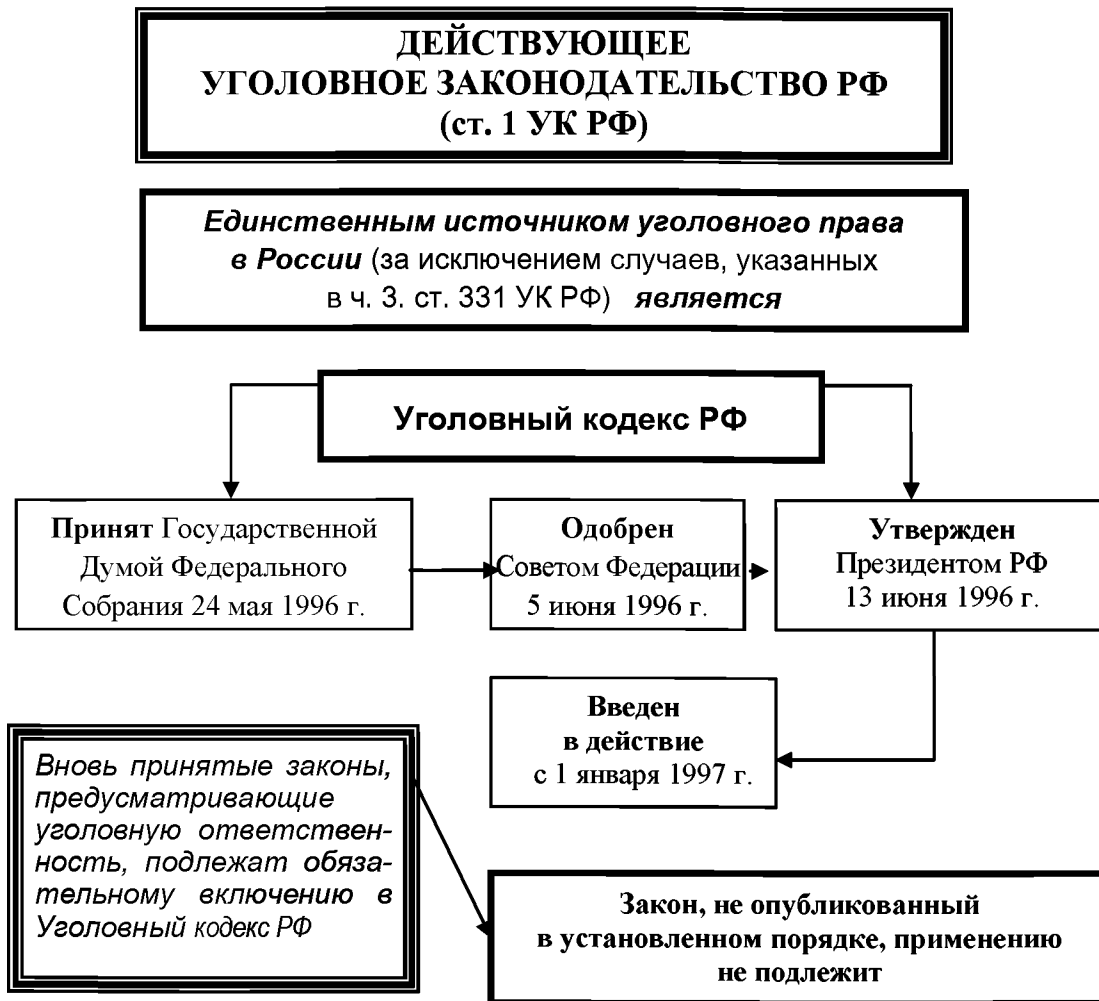 ДЕЙСТВУЮЩЕЕ
УГОЛОВНОЕ ЗАКОНОДАТЕЛЬСТВО РФ
(ст. 1 УК РФ)
Единственным источником уголовного права
в России (за исключением случаев, указанных
в ч. 3. ст. 331 УК РФ) является
Уголовный кодекс РФ
Принят Государственной
Думой Федерального
Собрания 24 мая 1996 г.
Одобрен
Советом Федерации
5 июня 1996 г.
Утвержден
Президентом РФ
13 июня 1996 г.
Введен
в действие
с 1 января 1997 г.
Вновь принятые законы,
предусматривающие
уголовную ответствен-
ность, подлежат обяза-
тельному включению в
Уголовный кодекс РФ
Закон, не опубликованный
в установленном порядке, применению
не подлежит